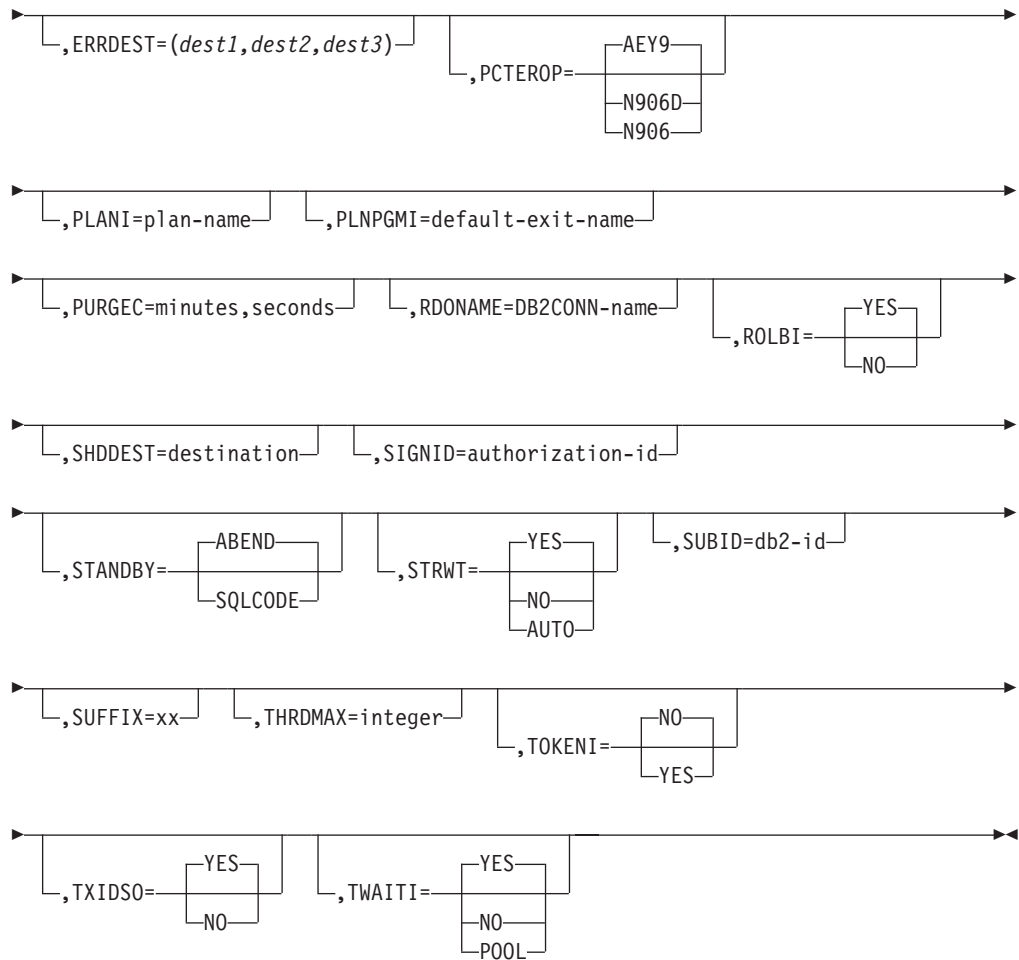 ,ERRDEST=(dest1,dest2,dest3)
,PCTEROP=
AEY9
N906D
N906
,PLANI=plan-name
,PLNPGMI=default-exit-name
,PURGEC=minutes,seconds
,RDONAME=DB2CONN-name
,ROLBI=
YES
NO
,SHDDEST=destination
,SIGNID=authorization-id
,STANDBY=
ABEND
SQLCODE
,STRWT=
YES
NO
AUTO
,SUBID=db2-id
,SUFFIX=xx
,THRDMAX=integer
,TOKENI=
NO
YES
,TXIDSO=
YES
NO
,TWAITI=
YES
NO
POOL